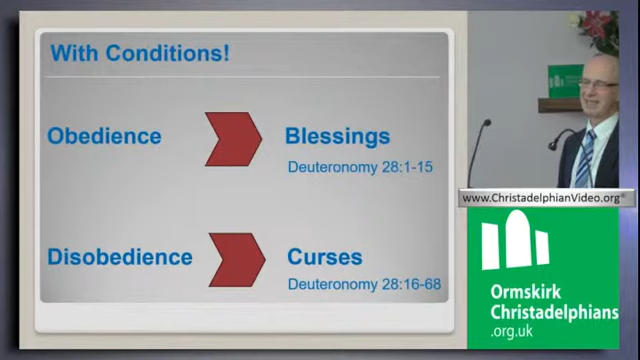 With Conditions!
Obedience
Blessings
Deuteronomy 28:1-15
Disobedience
Curses
Deuteronomy 28:16-68
www.ChristadelphianVideo.org
Ormskirk
Christadelphians
.org.uk